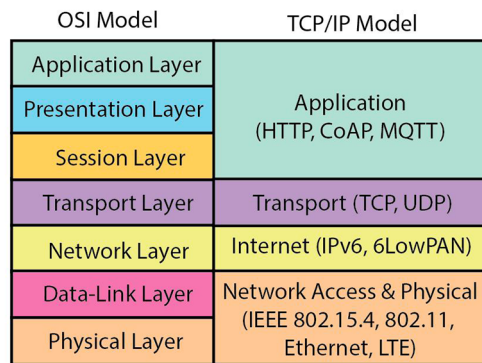 OSI Model
TCP/IP Model
Application Layer
Presentation Layer
Session Layer
Transport Layer
Network Layer
Data-Link Layer
Physical Layer
Application
(HTTP, CoAP, MQTT)
Transport (TCP, UDP)
Internet (IPv6, 6LowPAN)
Network Access & Physical
(IEEE 802.15.4, 802.11,
Ethernet, LTE)